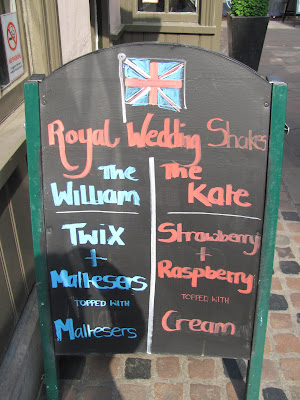 Royal Wedding Shakes
The
William
Twix
+
Maltesers
TOPPED WITH
Maltesers
The
Kate
Strawberry
+
Raspberry
TOPPED WITH
Cream